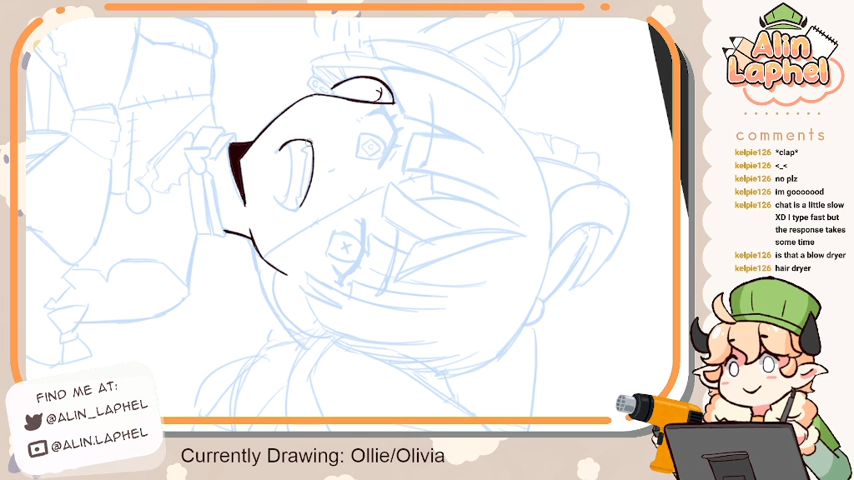 Alin
Laphel
comments
kelpie126 *clap*
kelpie126 <_<
kelpie126 no plz
kelpie126 im gooooood
kelpie126 chat is a little slow
XD I type fast but
the response takes
some time
kelpie126 is that a blow dryer
kelpie126 hair dryer
FIND ME AT:
@ALIN_LAPHEL
@ALIN.LAPHEL
Currently Drawing: Ollie/Olivia